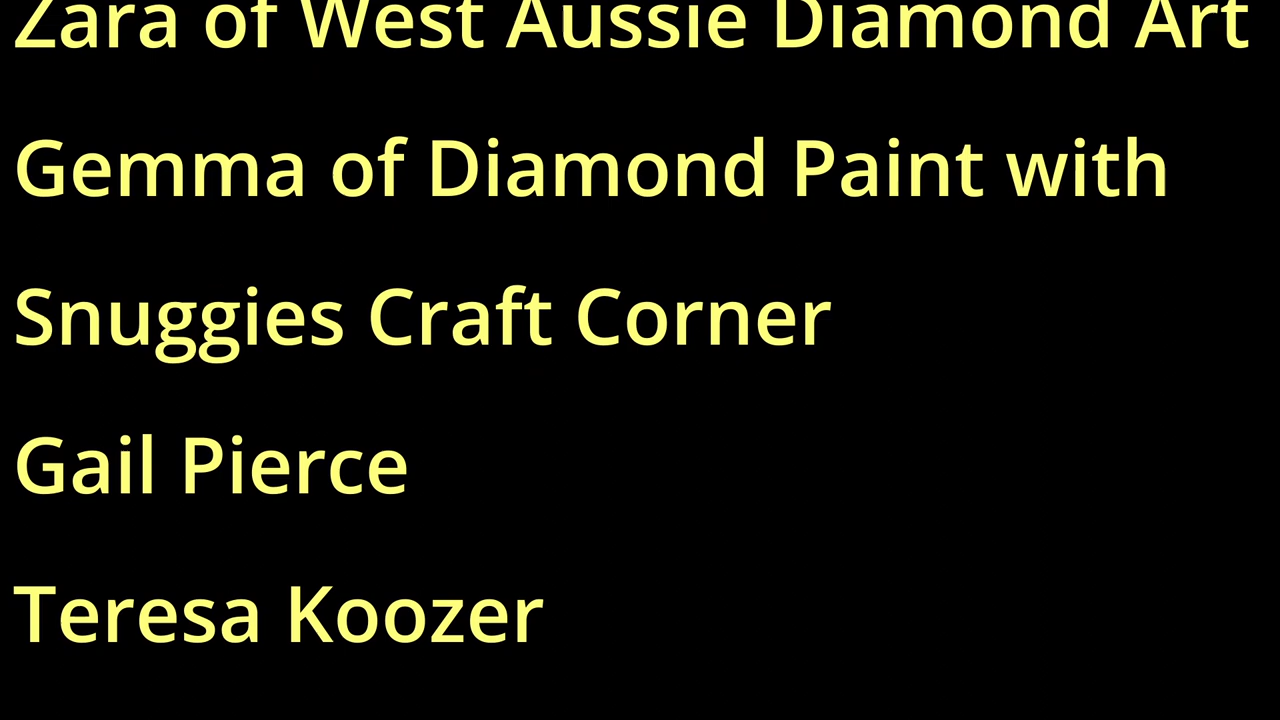 Zara of West Aussie Diamond Art
Gemma of Diamond Paint with
Snuggies Craft Corner
Gail Pierce
Teresa Koozer